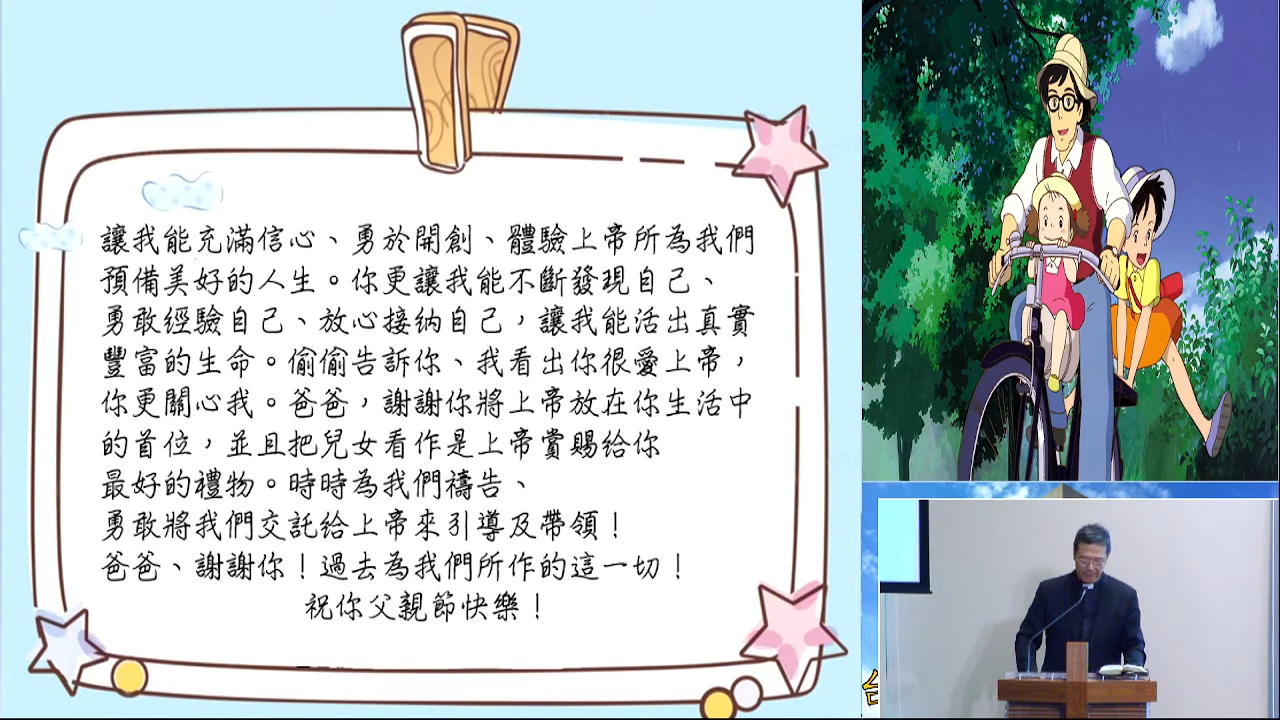 讓我能充滿信心、勇於開創、體驗上帝所為我們
預備美好的人生。你更讓我能不斷發現自己、
勇敢經驗自己、放心接納自己，讓我能活出真實
豐富的生命。偷偷告訴你、我看出你很愛上帝，
你更關心我。爸爸，謝謝你將上帝放在你生活中
的首位，並且把兒女看作是上帝賞賜給你
最好的禮物。時時為我們禱告、
勇敢將我們交託給上帝來引導及帶領！
爸爸、謝謝你！過去為我們所作的這一切！
祝你父親節快樂！